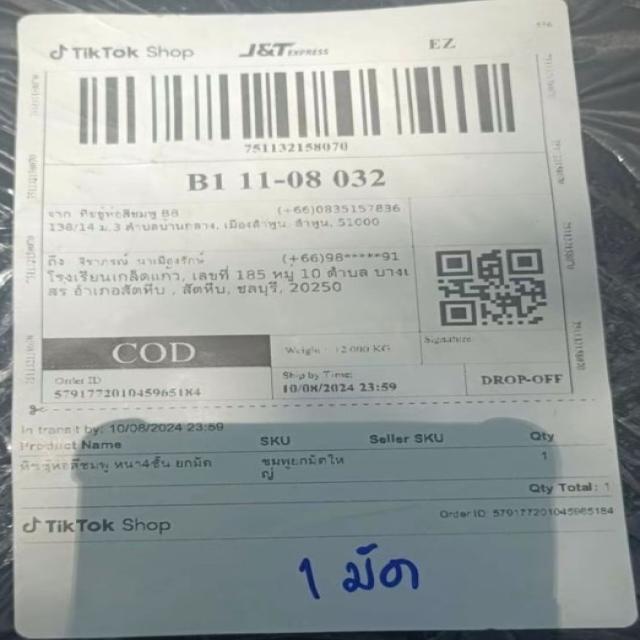 TikTok Shop J&T EXPRESS EZ
751132158070
B1 11-08 032
จาก ทิชชู่ห่อสีชมพู B8 (+66)0835157836
138/14 ม.3 ตำบลบ้านกลาง, เมืองลำพูน, ลำพูน, 51000
ถึง จิราภรณ์ นาเมืองรักษ์ (+66)98*****91
โรงเรียนเกล็ดแก้ว, เลขที่ 185 หมู่ 10 ตำบล บางเ
สร่ อำเภอสัตหีบ , สัตหีบ, ชลบุรี, 20250
COD Weight: 12.000 KG Signature:
Order ID Ship by Time:
579177201045965184 10/08/2024 23:59 DROP-OFF
In transit by: 10/08/2024 23:59
Product Name SKU Seller SKU Qty
ทิชชู่ห่อสีชมพู หนา4ชั้น ยกมัด ชมพูยกมัดให 1
ญ่
Qty Total: 1
TikTok Shop Order ID: 579177201045965184
1 มัด